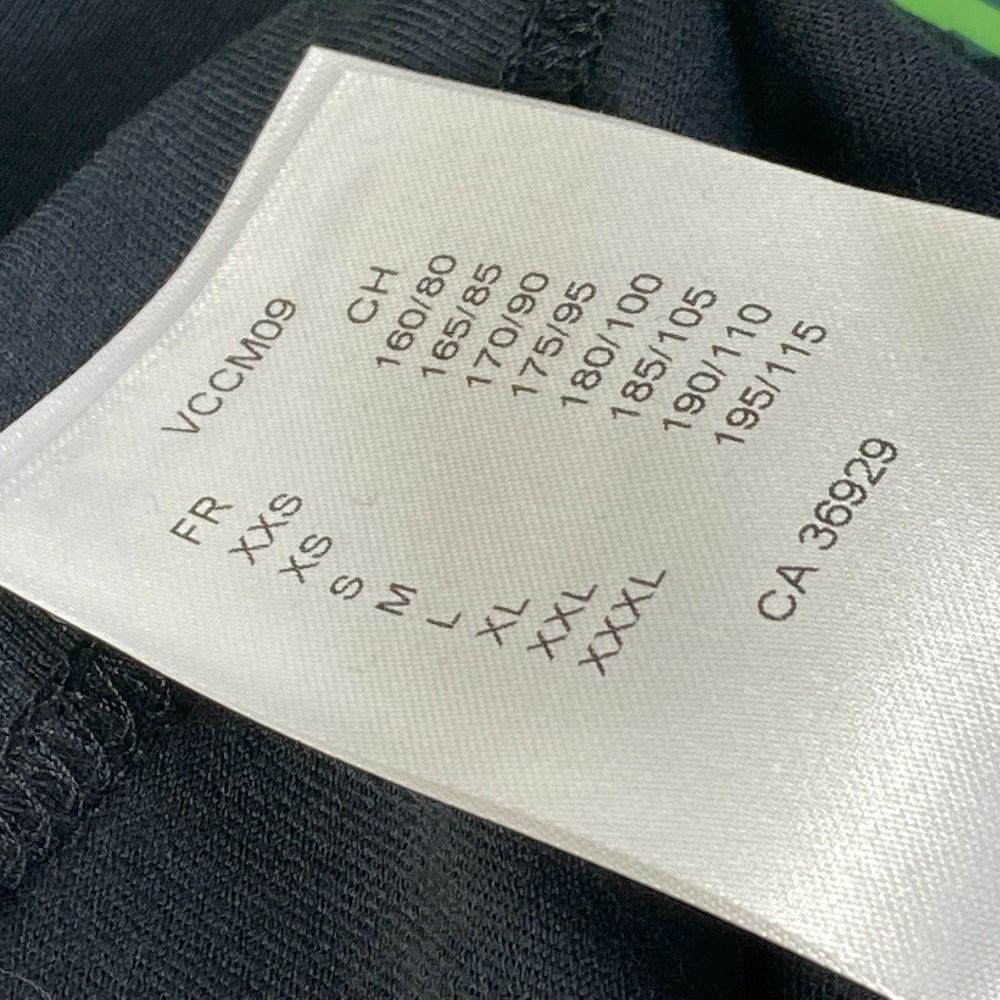 VCCM09
FR CH
XXS 160/80
XS 165/85
S 170/90
M 175/95
L 180/100
XL 185/105
XXL 190/110
XXXL 195/115
CA 36929